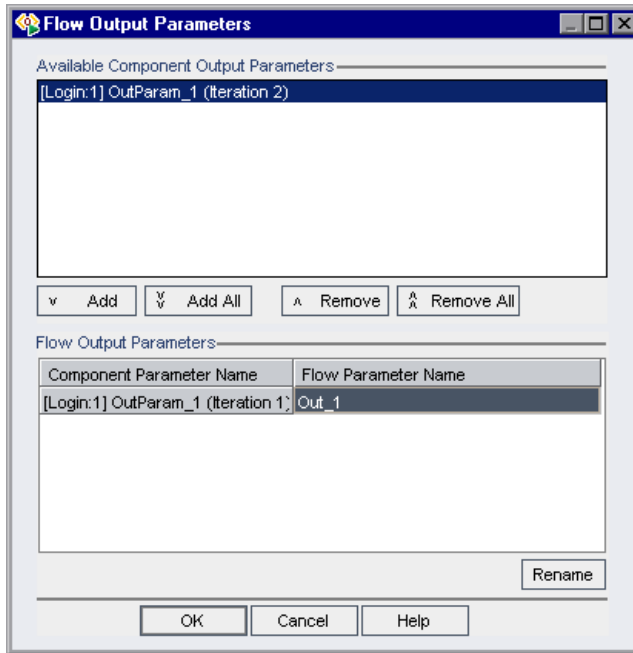 Flow Output Parameters
Available Component Output Parameters
[Login:1] OutParam_1 (Iteration 2)
Add Add All Remove Remove All
Flow Output Parameters
Component Parameter Name Flow Parameter Name
[Login:1] OutParam_1 (Iteration 1) Out_1
Rename
OK Cancel Help